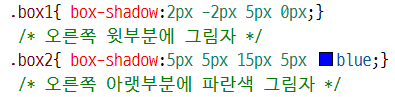 .box1{ box-shadow:2px -2px 5px 0px;}
/* 오른쪽 윗부분에 그림자 */
.box2{ box-shadow:5px 5px 15px 5px blue;}
/* 오른쪽 아랫부분에 파란색 그림자 */